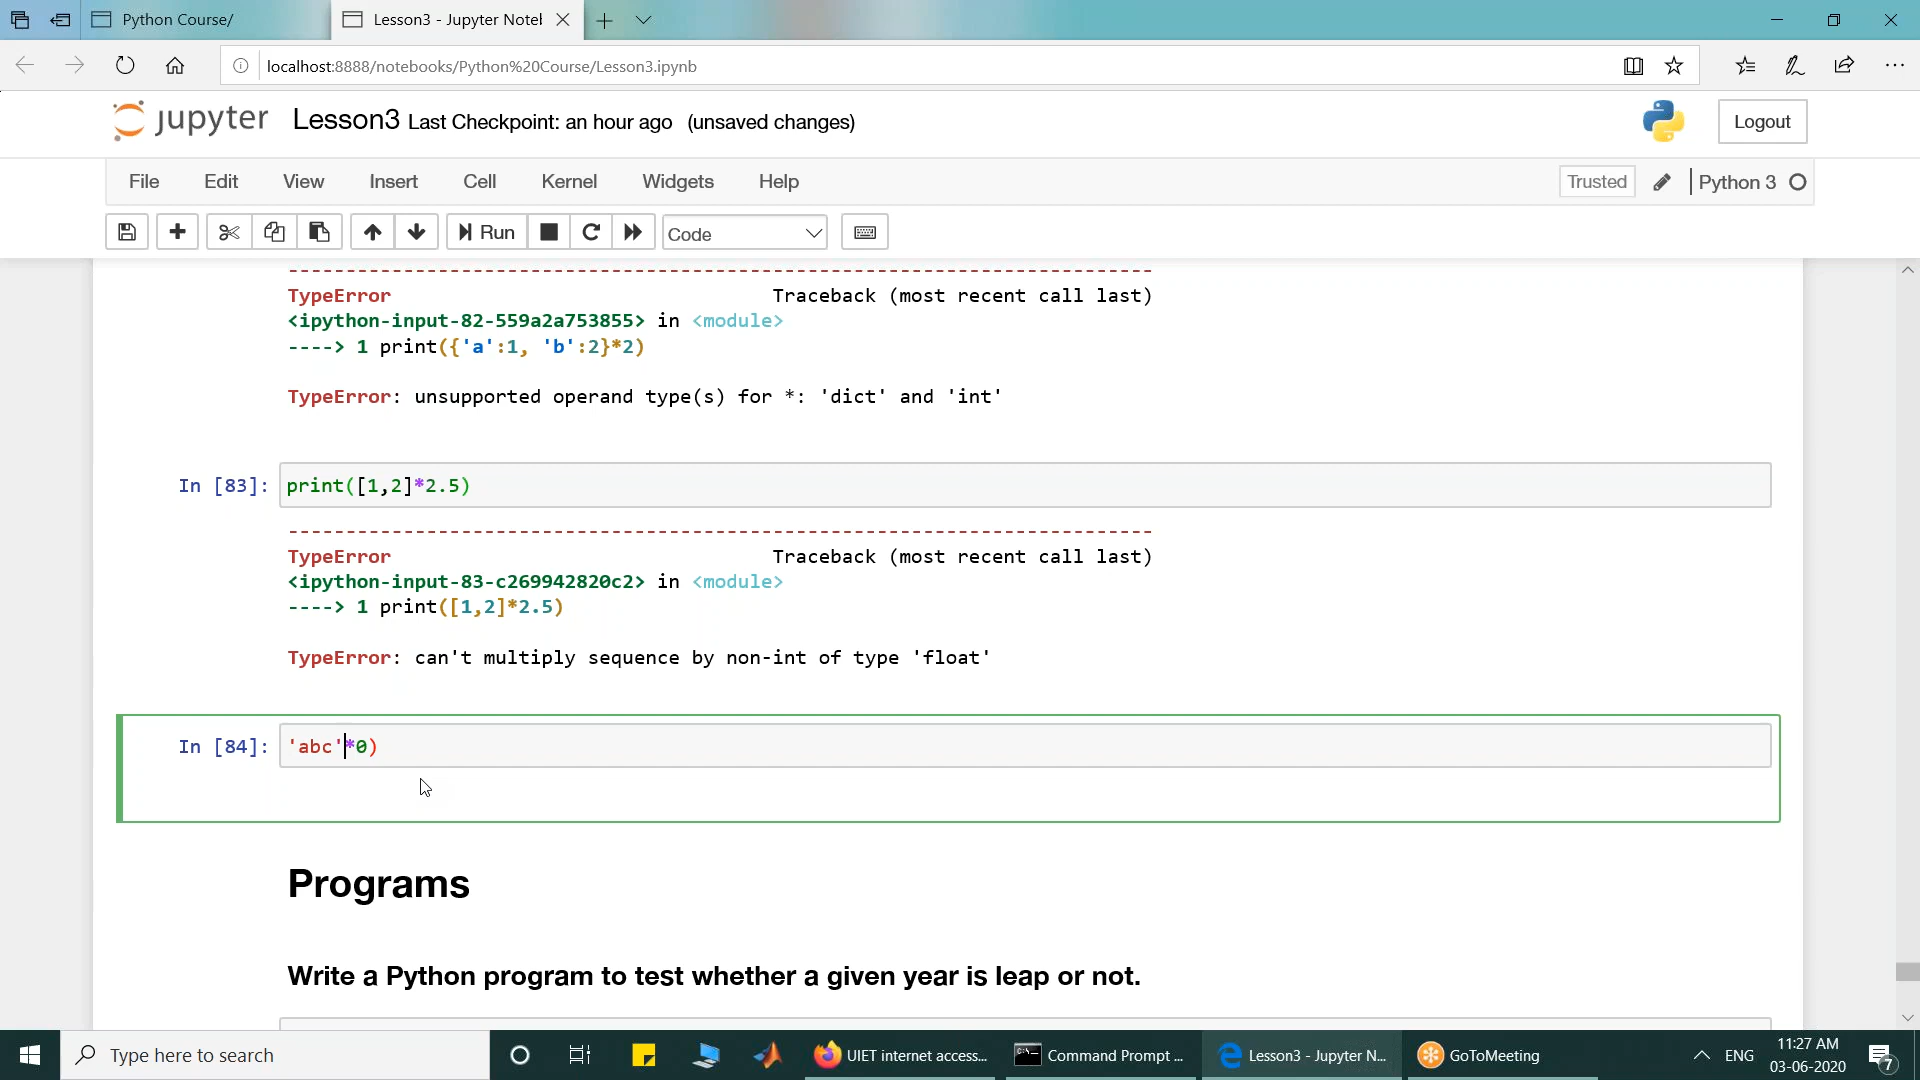 Python Course/
Lesson3 - Jupyter Notel
localhost:8888/notebooks/Python%20Course/Lesson3.ipynb
jupyter Lesson3 Last Checkpoint: an hour ago (unsaved changes)
Logout
File Edit View Insert Cell Kernel Widgets Help
Trusted
Python 3
Run
Code
---------------------------------------------------------------------------
TypeError Traceback (most recent call last)
<ipython-input-82-559a2a753855> in <module>
----> 1 print({'a':1, 'b':2}*2)
TypeError: unsupported operand type(s) for *: 'dict' and 'int'
In [83]: print([1,2]*2.5)
---------------------------------------------------------------------------
TypeError Traceback (most recent call last)
<ipython-input-83-c269942820c2> in <module>
----> 1 print([1,2]*2.5)
TypeError: can't multiply sequence by non-int of type 'float'
In [84]: 'abc'*0)
Programs
Write a Python program to test whether a given year is leap or not.
Type here to search
UIET internet access...
Command Prompt ...
Lesson3 - Jupyter N...
GoToMeeting
ENG
11:27 AM
03-06-2020
7